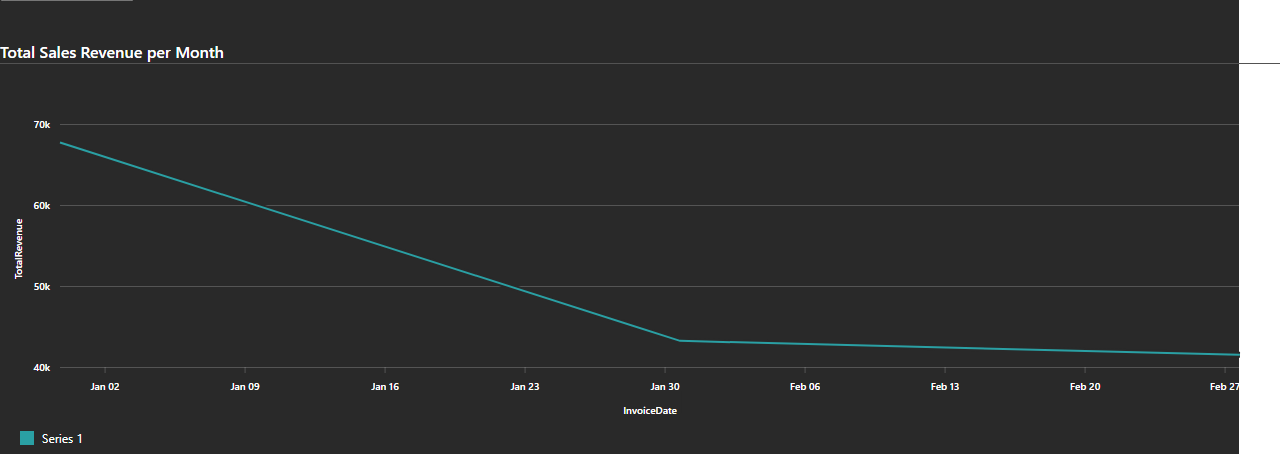 Total Sales Revenue per Month
70k
60k
50k
40k
TotalRevenue
Jan 02 Jan 09 Jan 16 Jan 23 Jan 30 Feb 06 Feb 13 Feb 20 Feb 27
InvoiceDate
Series 1